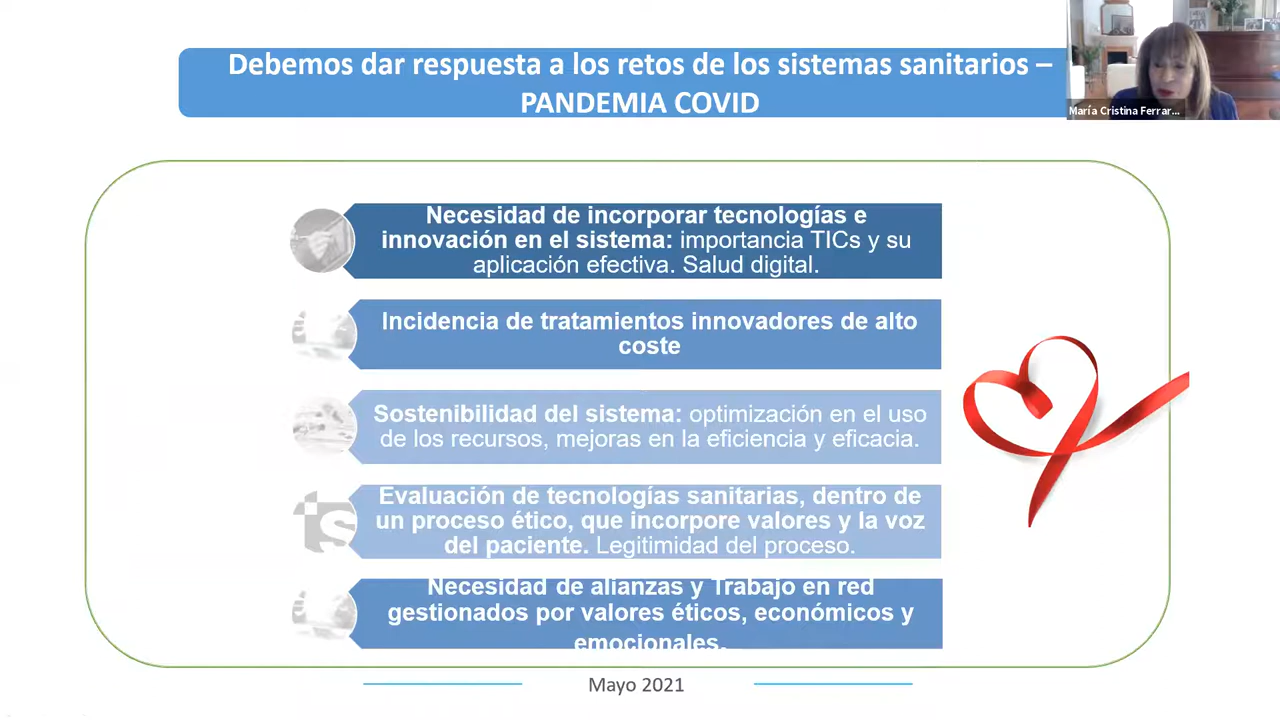 Debemos dar respuesta a los retos de los sistemas sanitarios –
PANDEMIA COVID
María Cristina Ferrar...
Necesidad de incorporar tecnologías e
innovación en el sistema: importancia TICs y su
aplicación efectiva. Salud digital.
Incidencia de tratamientos innovadores de alto
coste
Sostenibilidad del sistema: optimización en el uso
de los recursos, mejoras en la eficiencia y eficacia.
Evaluación de tecnologías sanitarias, dentro de
un proceso ético, que incorpore valores y la voz
del paciente. Legitimidad del proceso.
Necesidad de alianzas y Trabajo en red
gestionados por valores éticos, económicos y
emocionales.
Mayo 2021